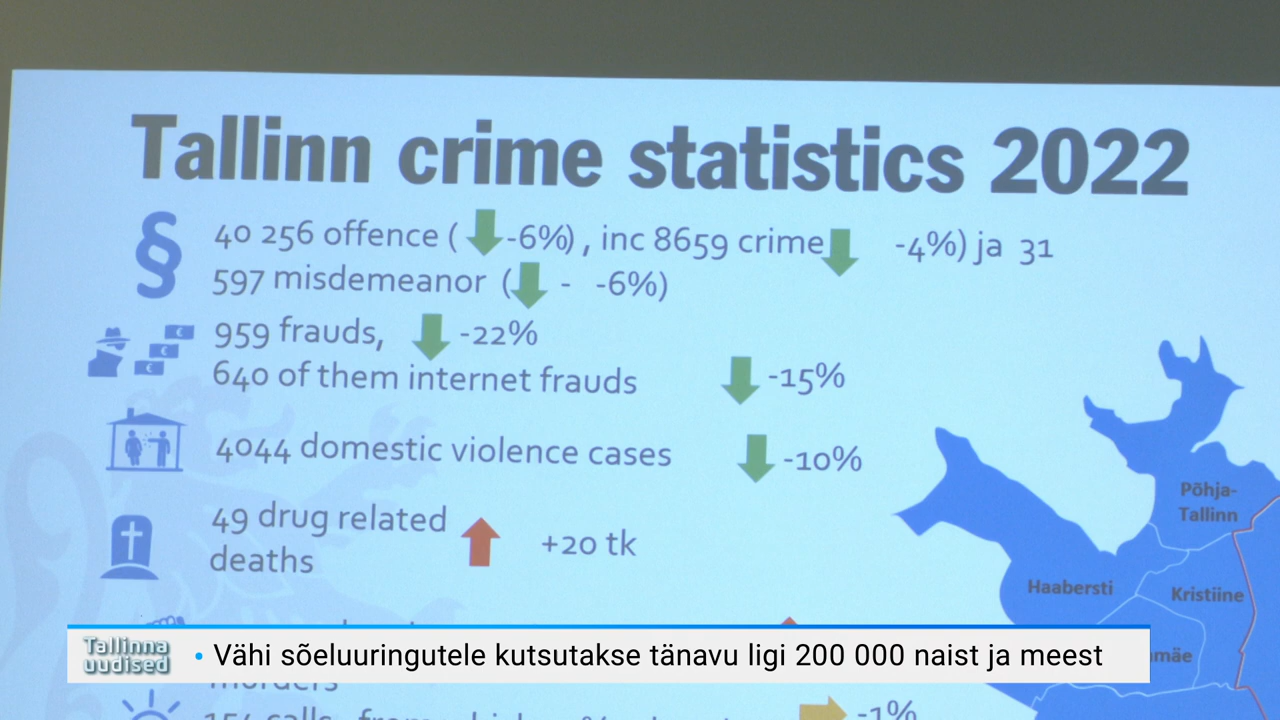 Tallinn crime statistics 2022
40 256 offence ( -6%) , inc 8659 crime -4%) ja 31
597 misdemeanor ( - -6%)
959 frauds, -22%
640 of them internet frauds -15%
4044 domestic violence cases -10%
49 drug related
deaths
+20 tk
Põhja-
Tallinn
Haabersti
Kristiine
murders
-1%
Tallinna
uudised
• Vähi sõeluuringutele kutsutakse tänavu ligi 200 000 naist ja meest